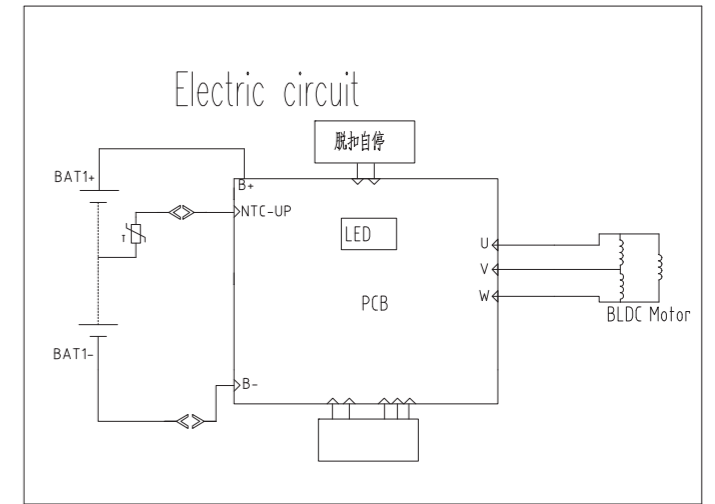 Electric circuit
脱扣自停
BAT1+
B+
NTC-UP
T
LED
U
V
W
PCB
BLDC Motor
BAT1-
B-